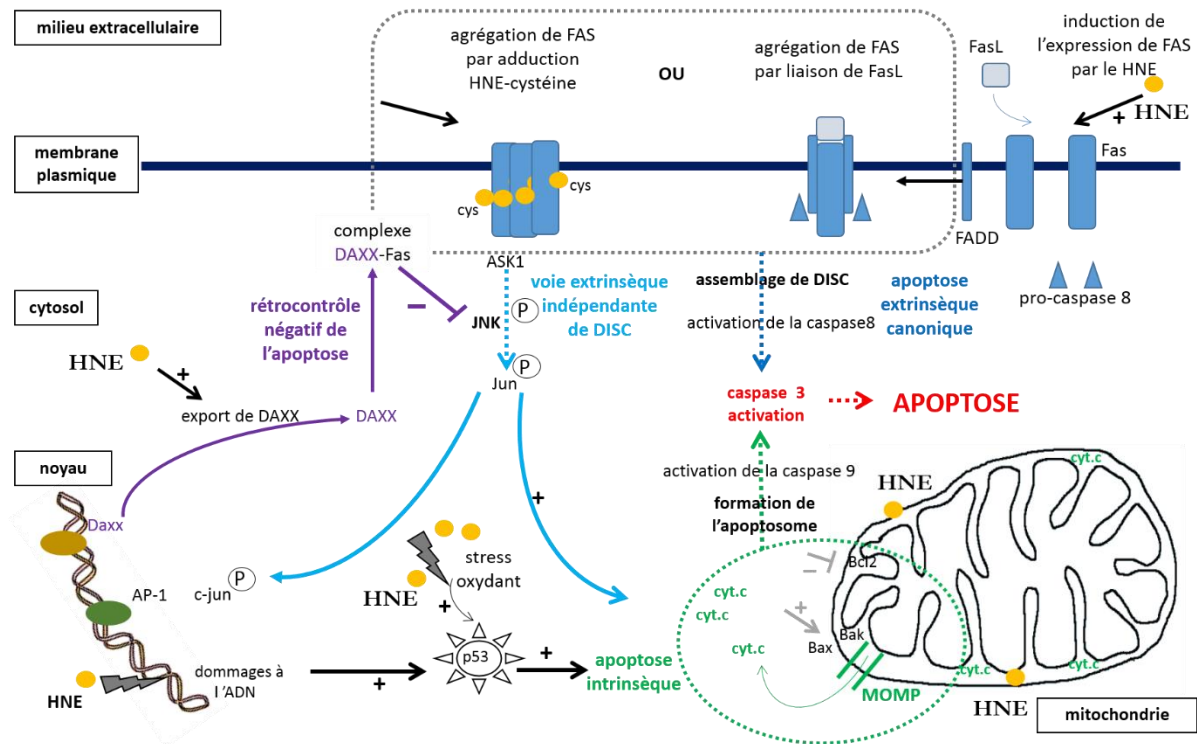 milieu extracellulaire
agrégation de FAS
par adduction
HNE-cystéine
OU
agrégation de FAS
par liaison de FasL
FasL
induction de
l'expression de FAS
par le HNE
+
HNE
membrane
plasmique
Fas
cys
cys
FADD
complexe
DAXX-Fas
ASK1
pro-caspase 8
cytosol
rétrocontrôle
négatif de
l'apoptose
–
JNK
P
voie extrinsèque
indépendante
de DISC
assemblage de DISC
activation de la caspase8
apoptose
extrinsèque
canonique
HNE
+
export de DAXX
DAXX
Jun
P
caspase 3
activation
APOPTOSE
noyau
Daxx
activation de la caspase 9
formation de
l'apoptosome
HNE
cyt.c
+
stress
oxydant
HNE
+
AP-1
c-jun
P
–
Bcl2
cyt.c
cyt.c
cyt.c
+
Bak
Bax
cyt.c
cyt.c
MOMP
HNE
dommages à
l 'ADN
HNE
+
p53
+
apoptose
intrinsèque
mitochondrie